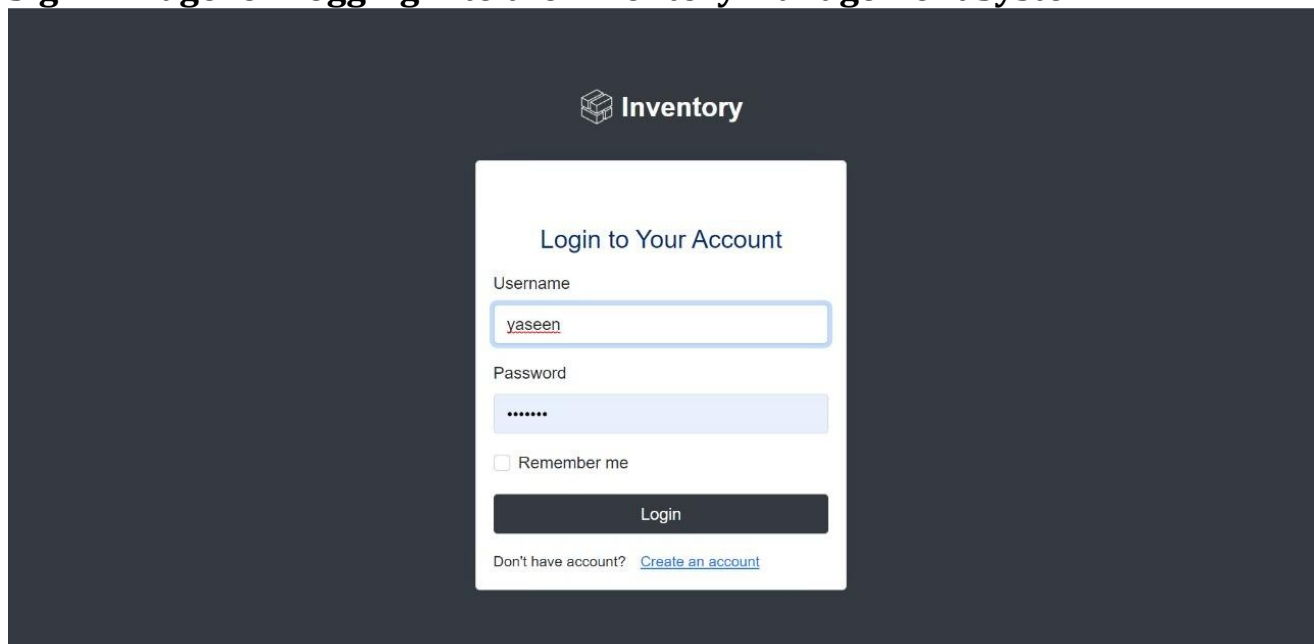 Inventory
Login to Your Account
Username
yaseen
Password
•••••••
Remember me
Login
Don't have account? Create an account